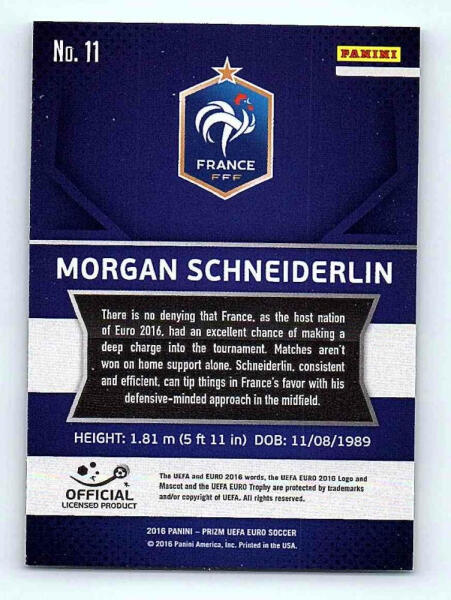 No. 11
PANINI
FRANCE
FFF
MORGAN SCHNEIDERLIN
There is no denying that France, as the host nation
of Euro 2016, had an excellent chance of making a
deep charge into the tournament. Matches aren't
won on home support alone. Schneiderlin, consistent
and efficient, can tip things in France's favor with his
defensive-minded approach in the midfield.
HEIGHT: 1.81 m (5 ft 11 in) DOB: 11/08/1989
OFFICIAL
LICENSED PRODUCT
The UEFA and EURO 2016 words, the UEFA EURO 2016 Logo and
Mascot and the UEFA EURO Trophy are protected by trademarks
and/or copyright of UEFA. All rights reserved.
2016 PANINI – PRIZM UEFA EURO SOCCER
© 2016 Panini America, Inc. Printed in the USA.